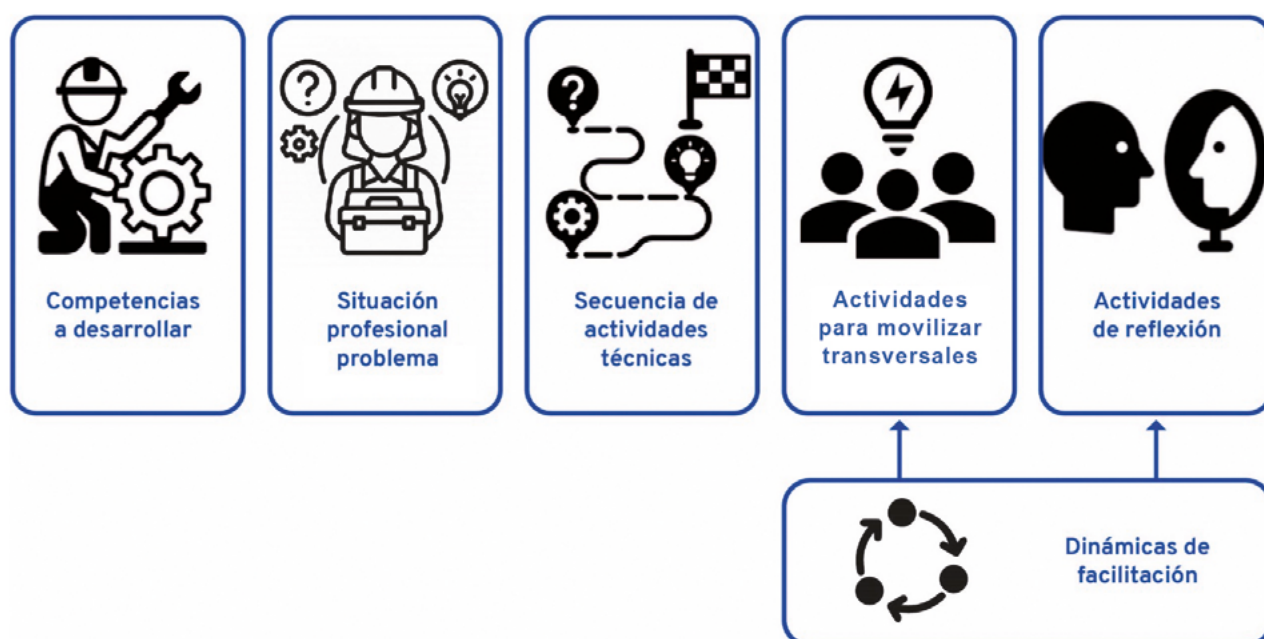 Competencias
a desarrollar
Situación
profesional
problema
Secuencia de
actividades
técnicas
Actividades
para movilizar
transversales
Actividades
de reflexión
Dinámicas de
facilitación